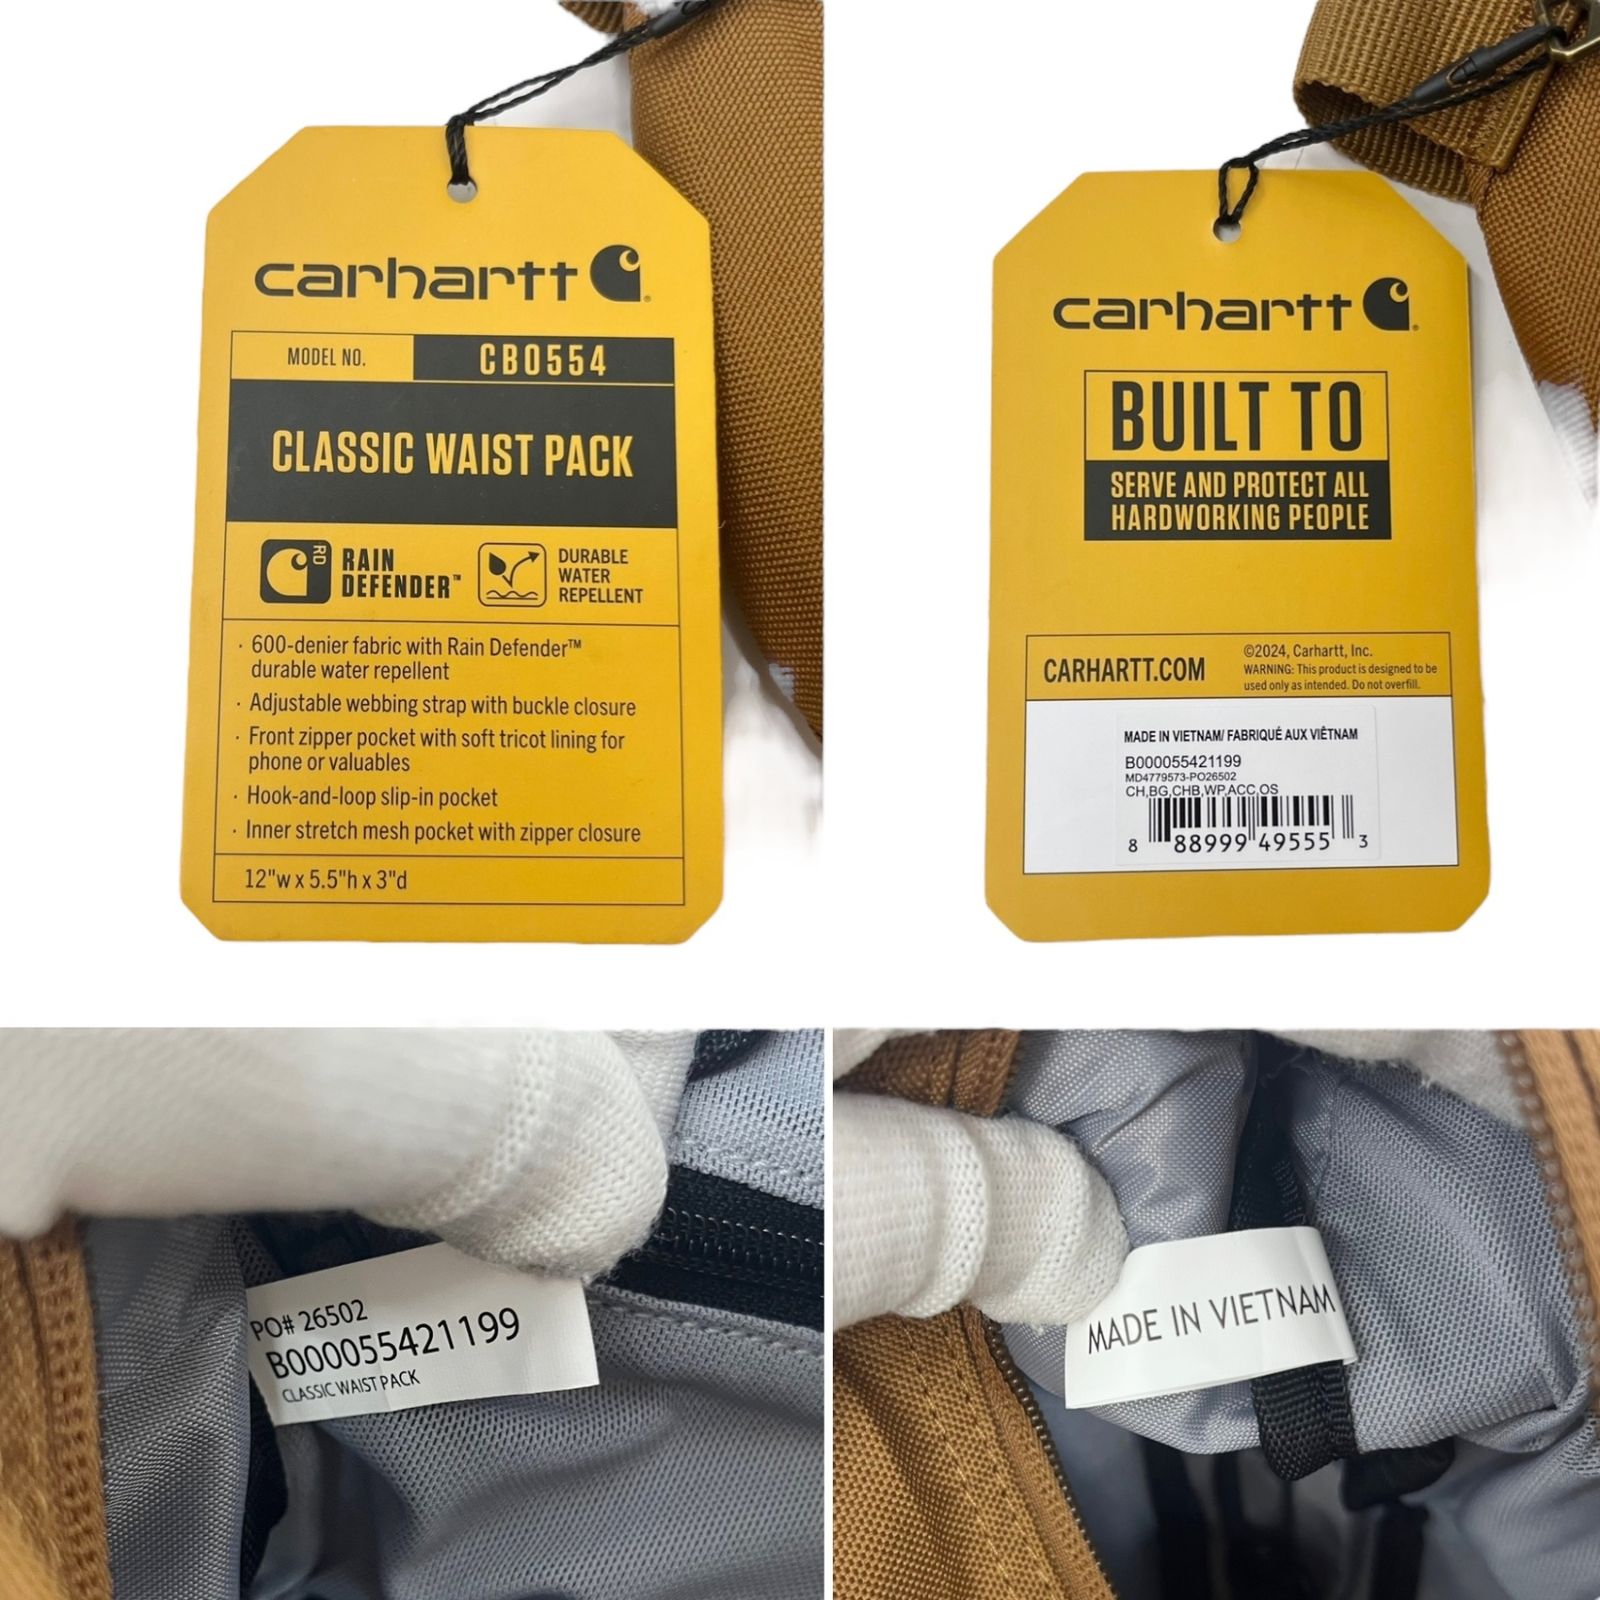 carhartt
MODEL NO. CB0554
CLASSIC WAIST PACK
RD
RAIN
DEFENDER™
DURABLE
WATER
REPELLENT
· 600-denier fabric with Rain Defender™
durable water repellent
· Adjustable webbing strap with buckle closure
· Front zipper pocket with soft tricot lining for
phone or valuables
· Hook-and-loop slip-in pocket
· Inner stretch mesh pocket with zipper closure
12"w x 5.5"h x 3"d
carhartt
BUILT TO
SERVE AND PROTECT ALL
HARDWORKING PEOPLE
CARHARTT.COM
©2024, Carhartt, Inc.
WARNING: This product is designed to be
used only as intended. Do not overfill.
MADE IN VIETNAM/ FABRIQUÉ AUX VIÊTNAM
B000055421199
MD4779573-PO26502
CH,BG,CHB,WP,ACC,OS
8 88999 49555 3
PO# 26502
B000055421199
CLASSIC WAIST PACK
MADE IN VIETNAM